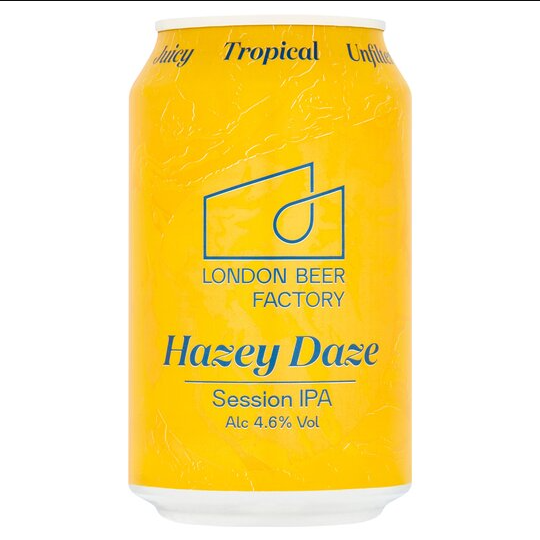 Juicy Tropical
LONDON BEER
FACTORY
Hazey Daze
Session IPA
Alc 4.6% Vol